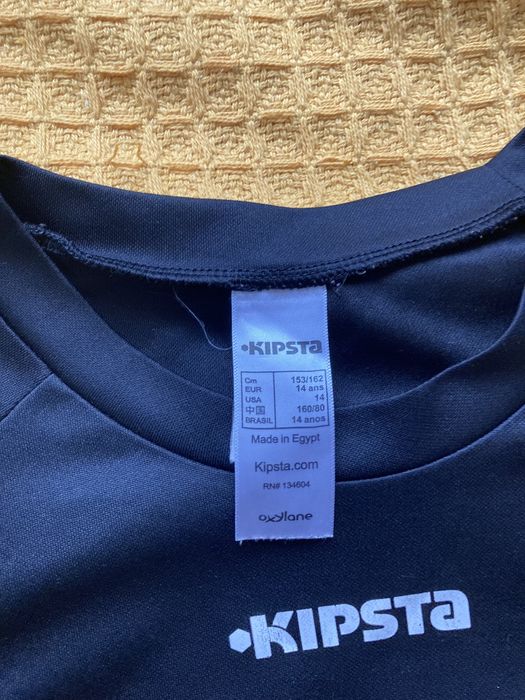 KIPSTA
Cm 153/162
EUR 14 ans
USA 14
中国 160/80
BRASIL 14 anos
Made in Egypt
Kipsta.com
RN# 134604
oxylane
KIPSTA